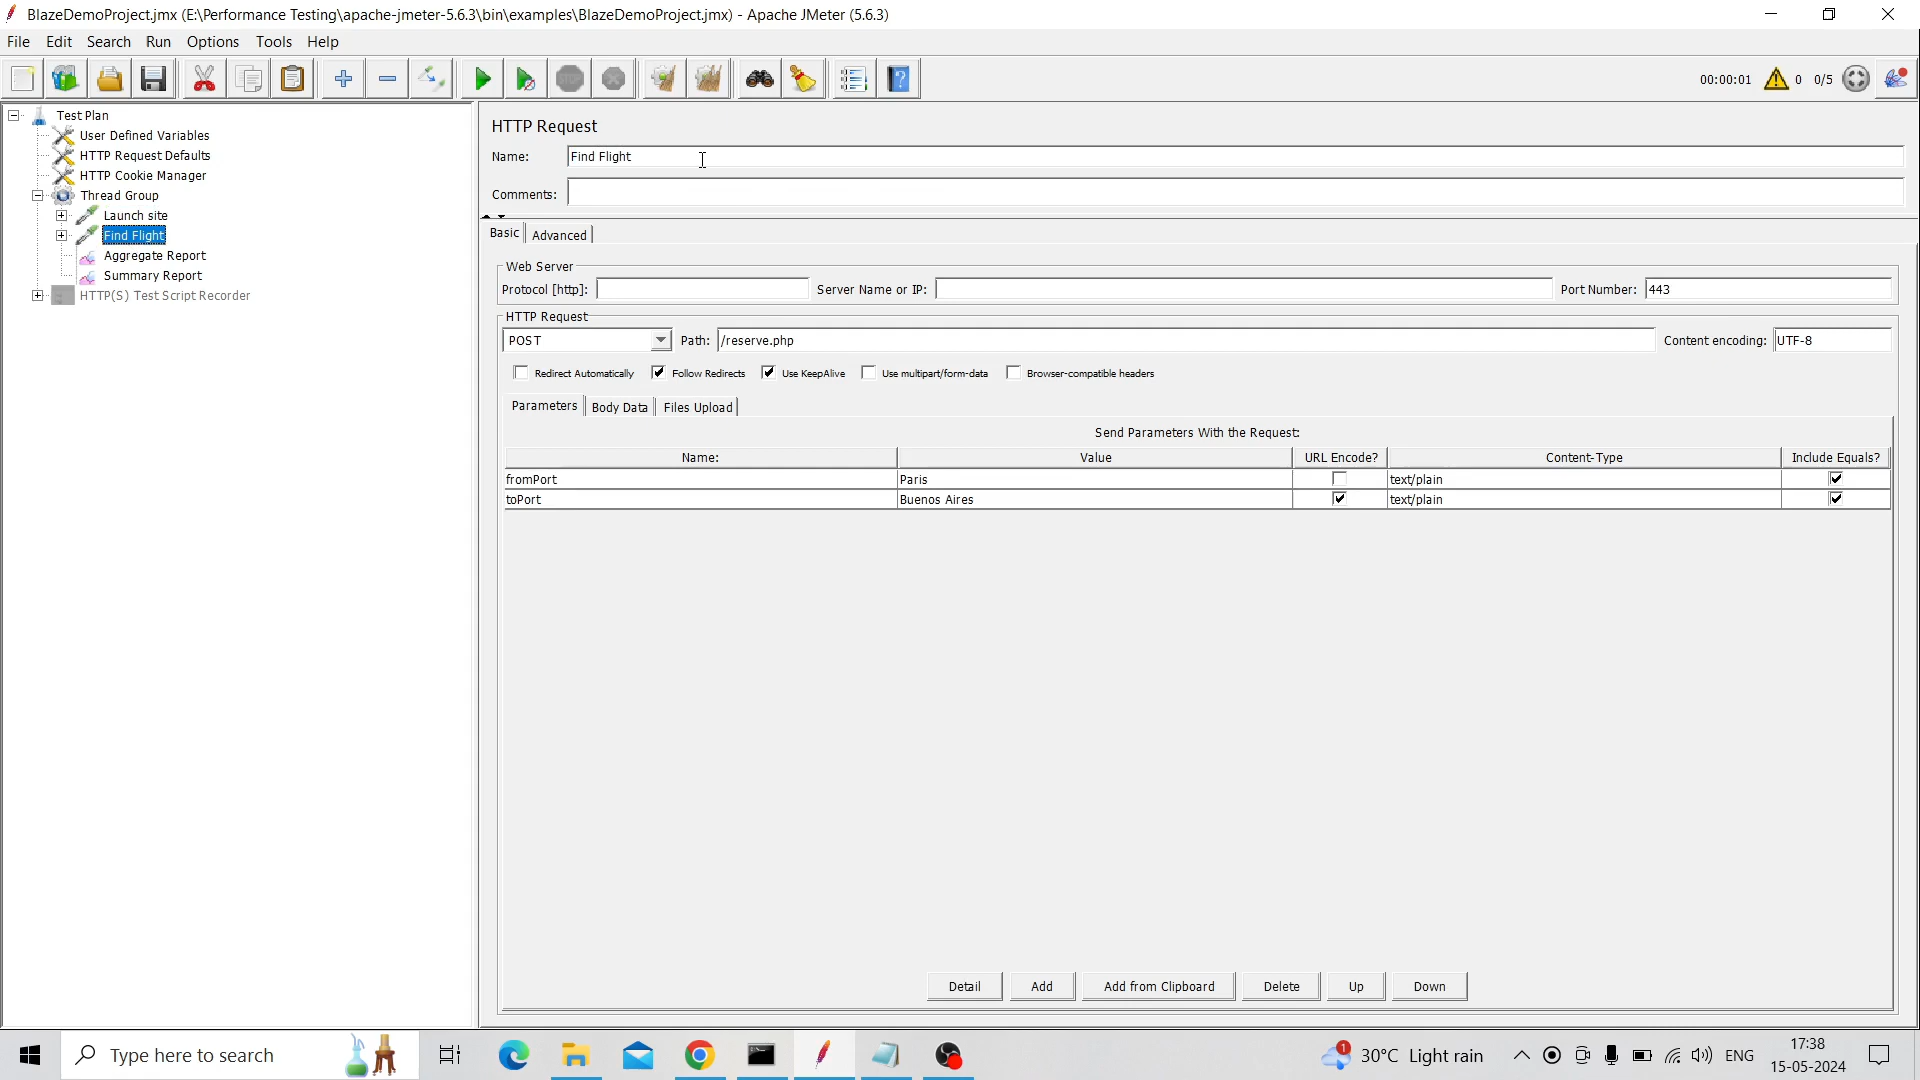 BlazeDemoProject.jmx (E:\Performance Testing\apache-jmeter-5.6.3\bin\examples\BlazeDemoProject.jmx) - Apache JMeter (5.6.3)
File Edit Search Run Options Tools Help
STOP 00:00:01 0 0/5
Test Plan
User Defined Variables
HTTP Request Defaults
HTTP Cookie Manager
Thread Group
Launch site
Find Flight
Aggregate Report
Summary Report
HTTP(S) Test Script Recorder
HTTP Request
Name: Find Flight
Comments:
Basic Advanced
Web Server
Protocol [http]: Server Name or IP: Port Number: 443
HTTP Request
POST Path: /reserve.php Content encoding: UTF-8
Redirect Automatically Follow Redirects Use KeepAlive Use multipart/form-data Browser-compatible headers
Parameters Body Data Files Upload
Send Parameters With the Request:
Name: Value URL Encode? Content-Type Include Equals?
fromPort Paris text/plain
toPort Buenos Aires text/plain
Detail Add Add from Clipboard Delete Up Down
Type here to search 1 30°C Light rain ENG 17:38
15-05-2024